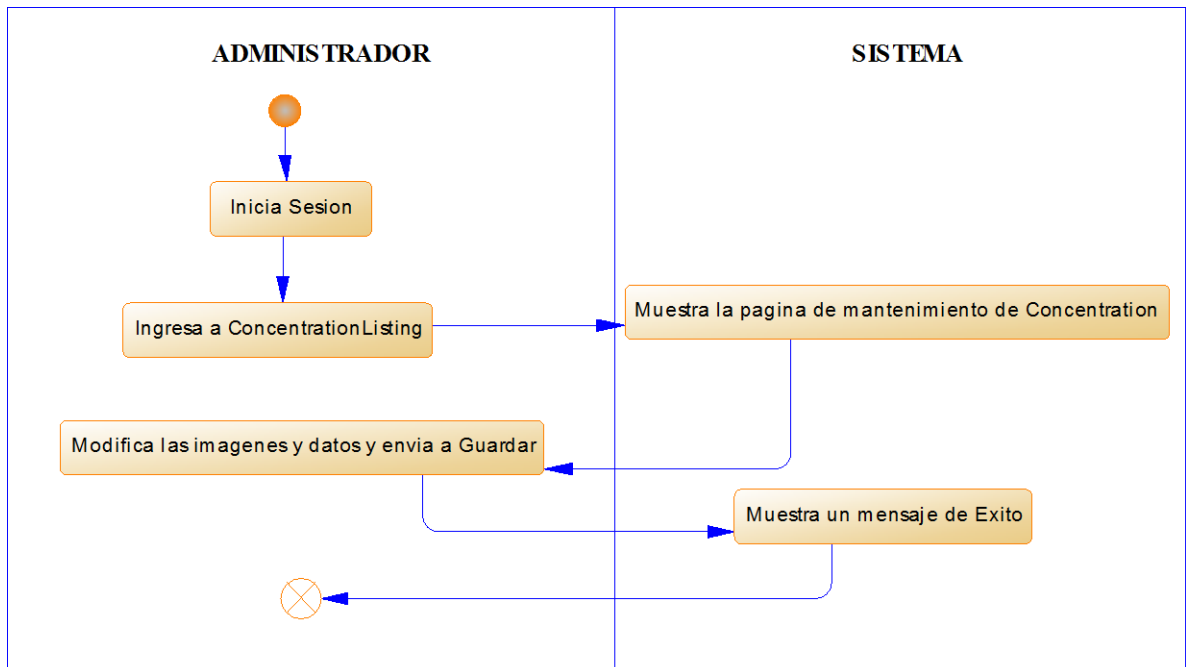 ADMINISTRADOR
SISTEMA
Inicia Sesion
Ingresa a ConcentrationListing
Muestra la pagina de mantenimiento de Concentration
Modifica las imagenes y datos y envia a Guardar
Muestra un mensaje de Exito